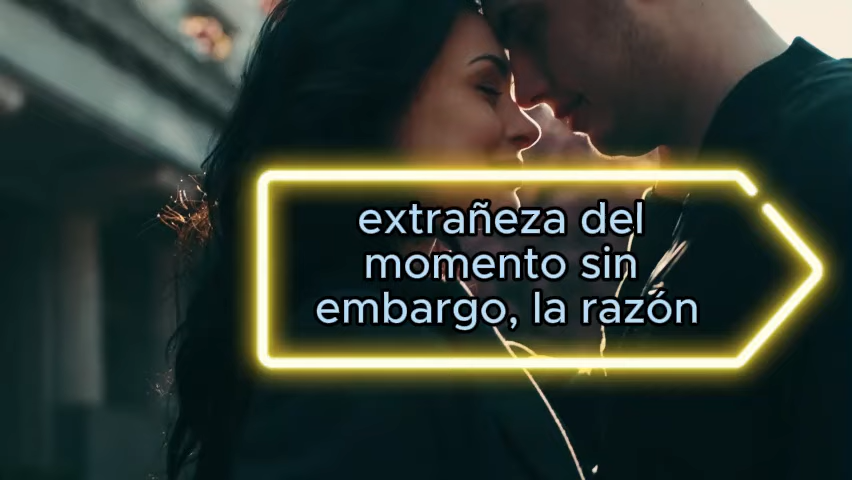 extrañeza del
momento sin
embargo, la razón